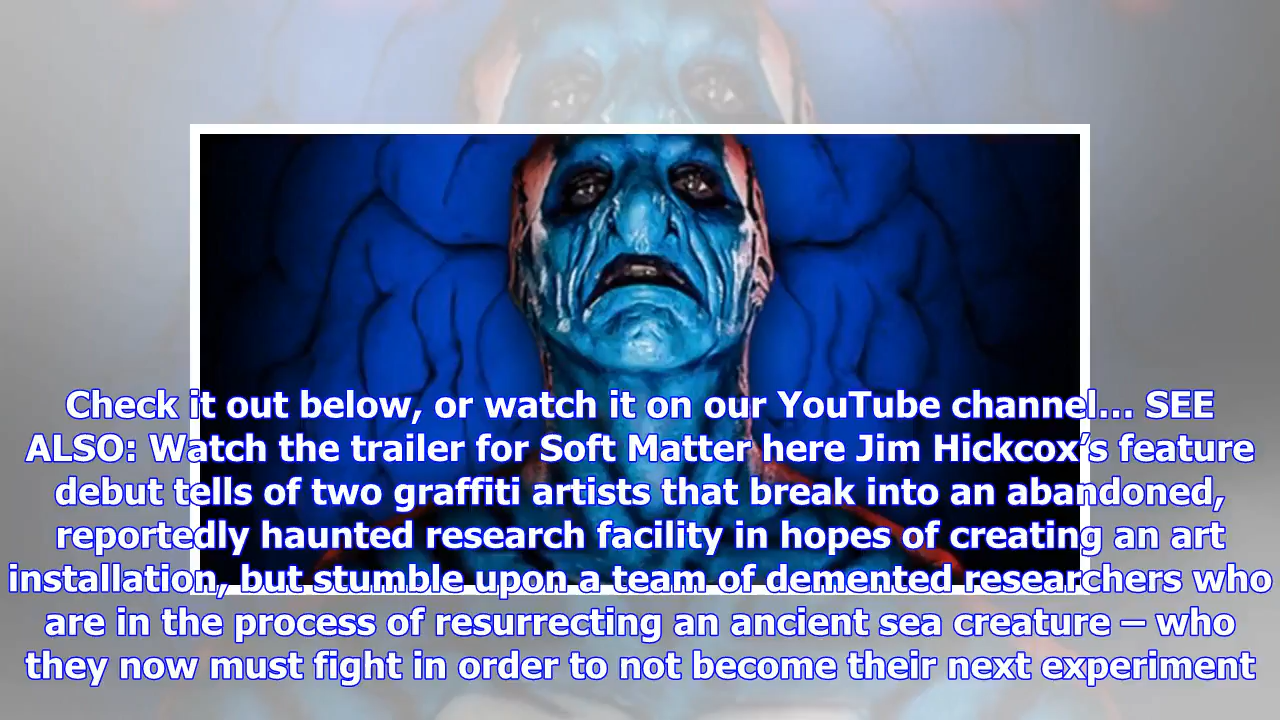 Check it out below, or watch it on our YouTube channel... SEE
ALSO: Watch the trailer for Soft Matter here Jim Hickcox’s feature
debut tells of two graffiti artists that break into an abandoned,
reportedly haunted research facility in hopes of creating an art
installation, but stumble upon a team of demented researchers who
are in the process of resurrecting an ancient sea creature – who
they now must fight in order to not become their next experiment